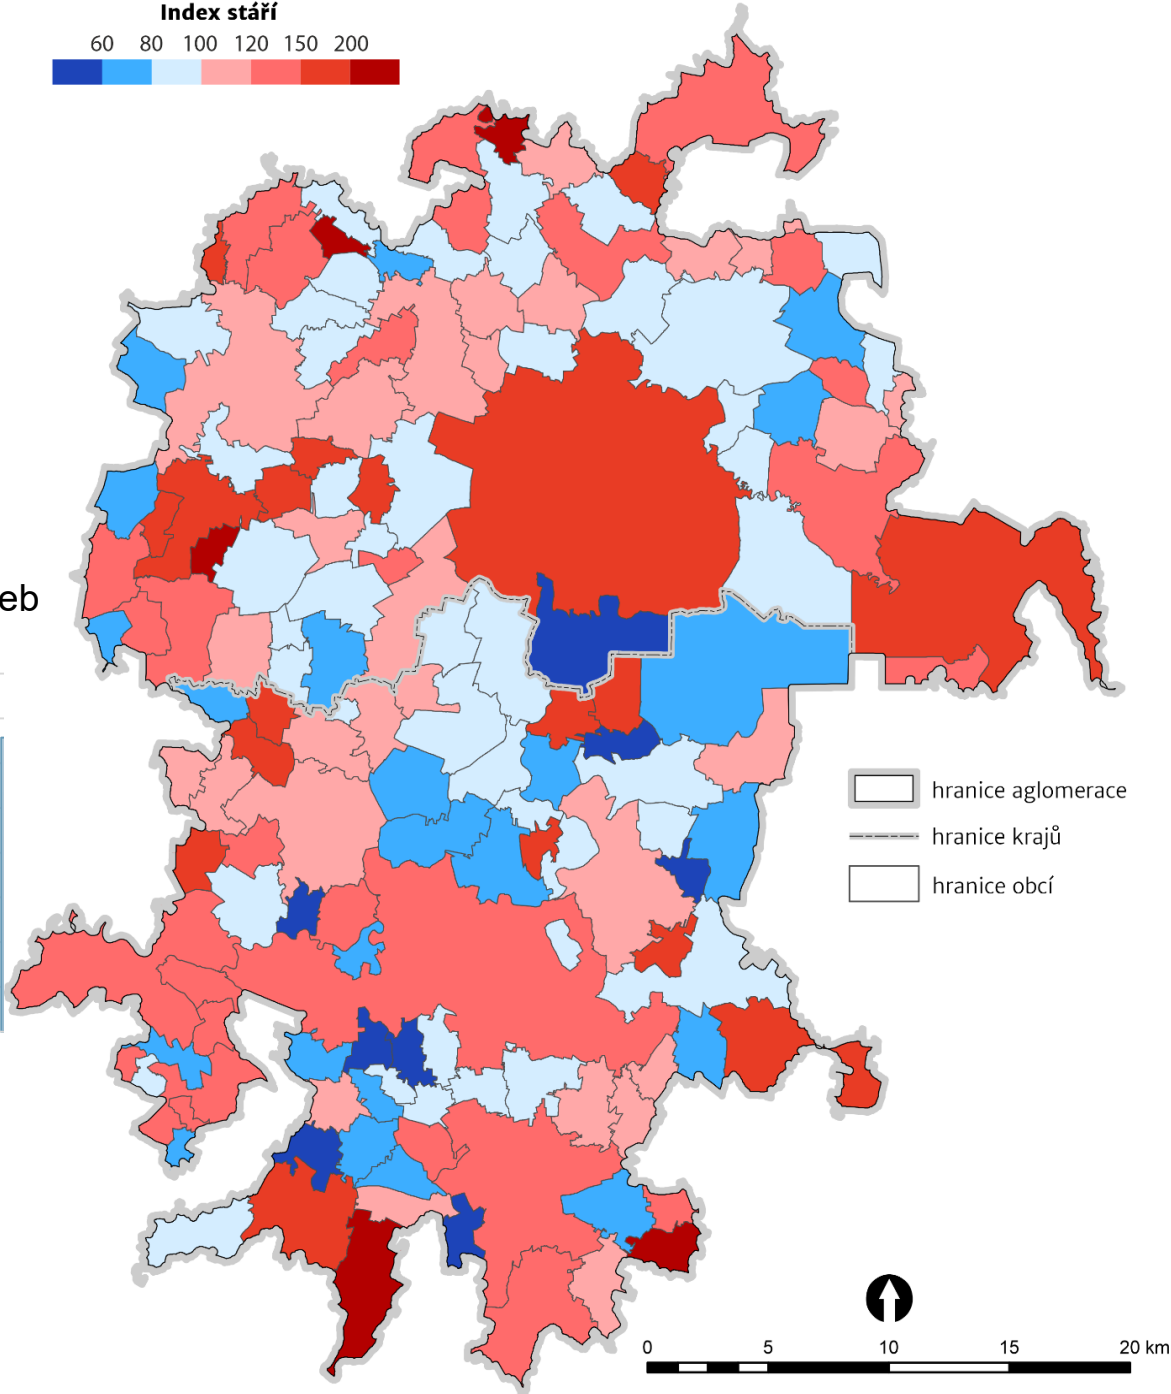 Index stáří
60 80 100 120 150 200
eb
hranice aglomerace
hranice krajů
hranice obcí
0 5 10 15 20 km